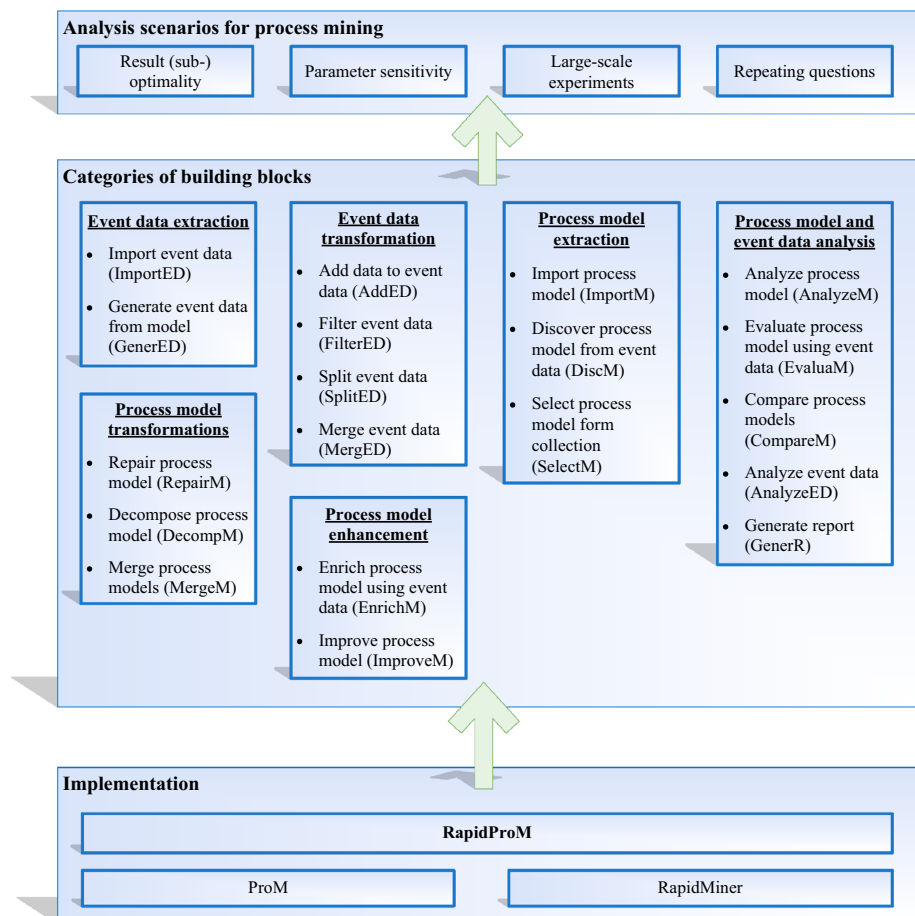 Analysis scenarios for process mining
Result (sub-)
optimality
Parameter sensitivity
Large-scale
experiments
Repeating questions
Categories of building blocks
Event data extraction
• Import event data
(ImportED)
• Generate event data
from model
(GenerED)
Process model
transformations
• Repair process
model (RepairM)
• Decompose process
model (DecompM)
• Merge process
models (MergeM)
Event data
transformation
• Add data to event
data (AddED)
• Filter event data
(FilterED)
• Split event data
(SplitED)
• Merge event data
(MergED)
Process model
enhancement
• Enrich process
model using event
data (EnrichM)
• Improve process
model (ImproveM)
Process model
extraction
• Import process
model (ImportM)
• Discover process
model from event
data (DiscM)
• Select process
model form
collection
(SelectM)
Process model and
event data analysis
• Analyze process
model (AnalyzeM)
• Evaluate process
model using event
data (EvaluaM)
• Compare process
models
(CompareM)
• Analyze event data
(AnalyzeED)
• Generate report
(GenerR)
Implementation
RapidProM
ProM
RapidMiner